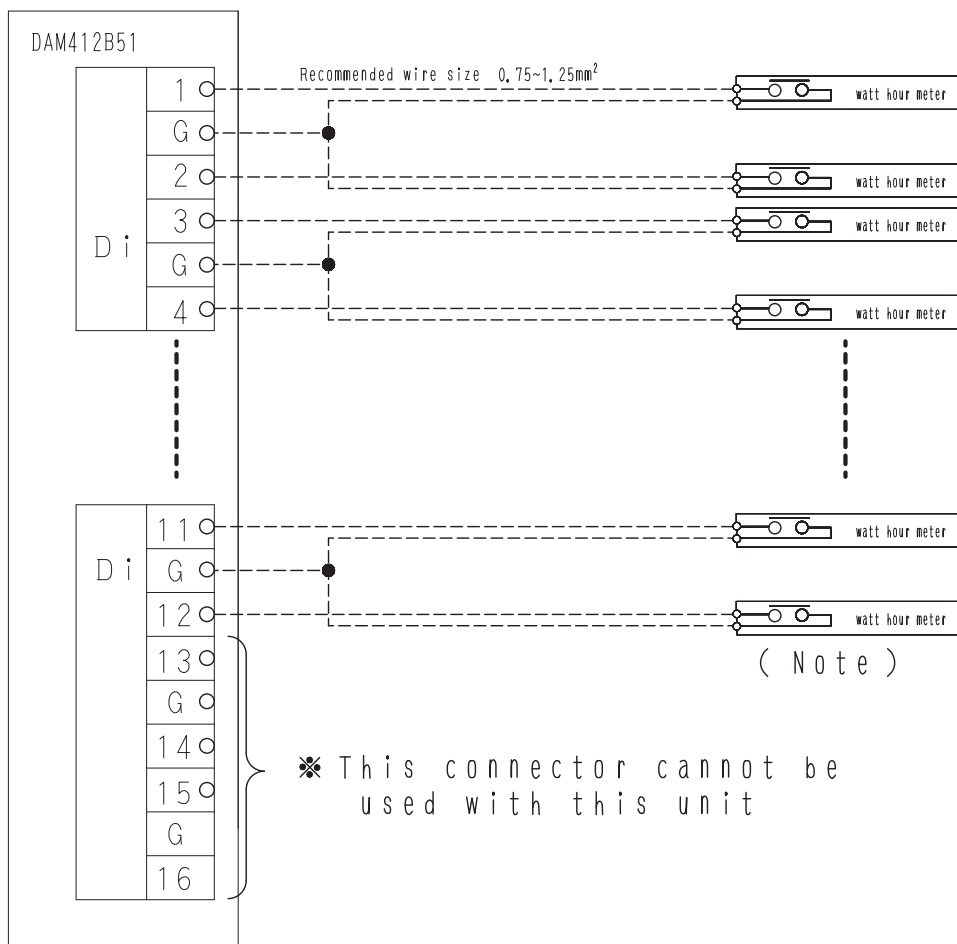 DAM412B51
Recommended wire size 0.75~1.25mm²
1
watt hour meter
G
2
watt hour meter
3
watt hour meter
Di
G
4
watt hour meter
11
watt hour meter
Di
G
12
watt hour meter
13
(Note)
G
14
※ This connector cannot be
15
used with this unit
G
16